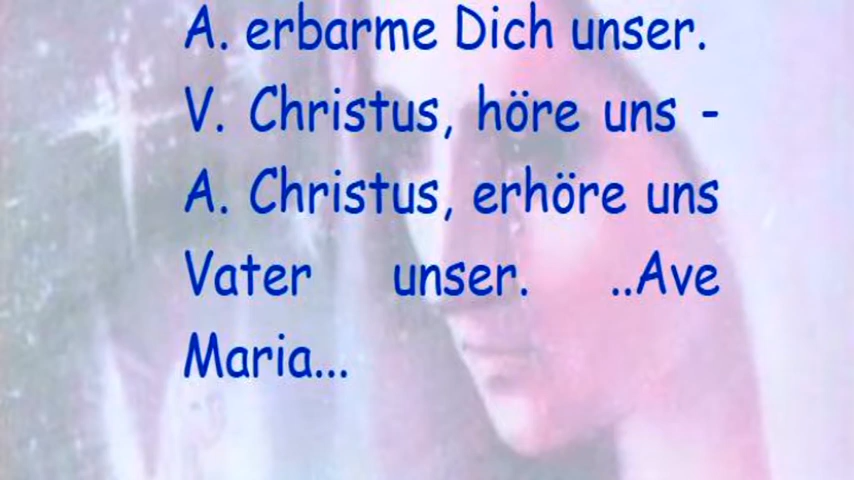 A. erbarme Dich unser.
V. Christus, höre uns -
A. Christus, erhöre uns
Vater unser. ..Ave
Maria...